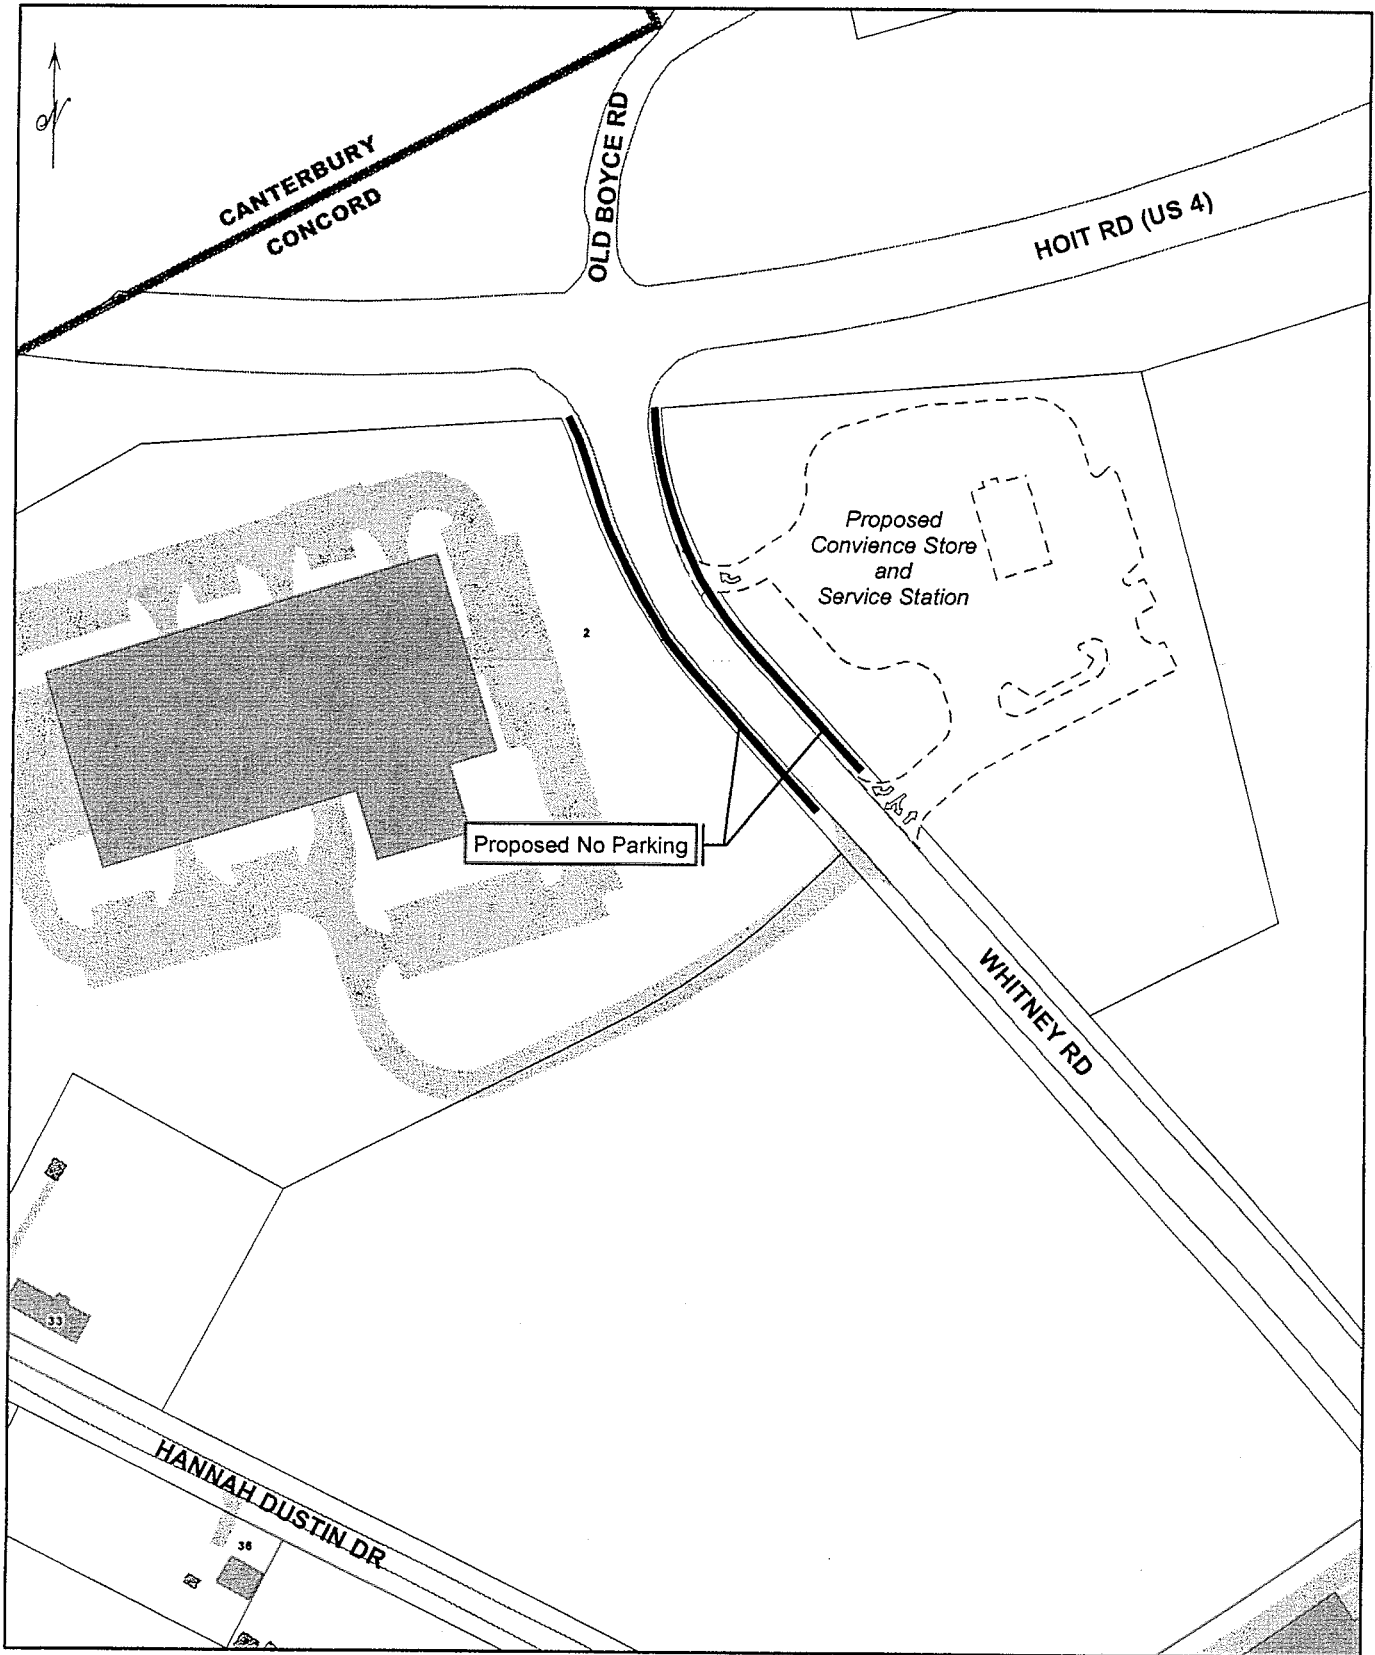 N
CANTERBURY
CONCORD
OLD BOYCE RD
HOIT RD (US 4)
Proposed
Convience Store
and
Service Station
2
Proposed No Parking
WHITNEY RD
33
HANNAH DUSTIN DR
36